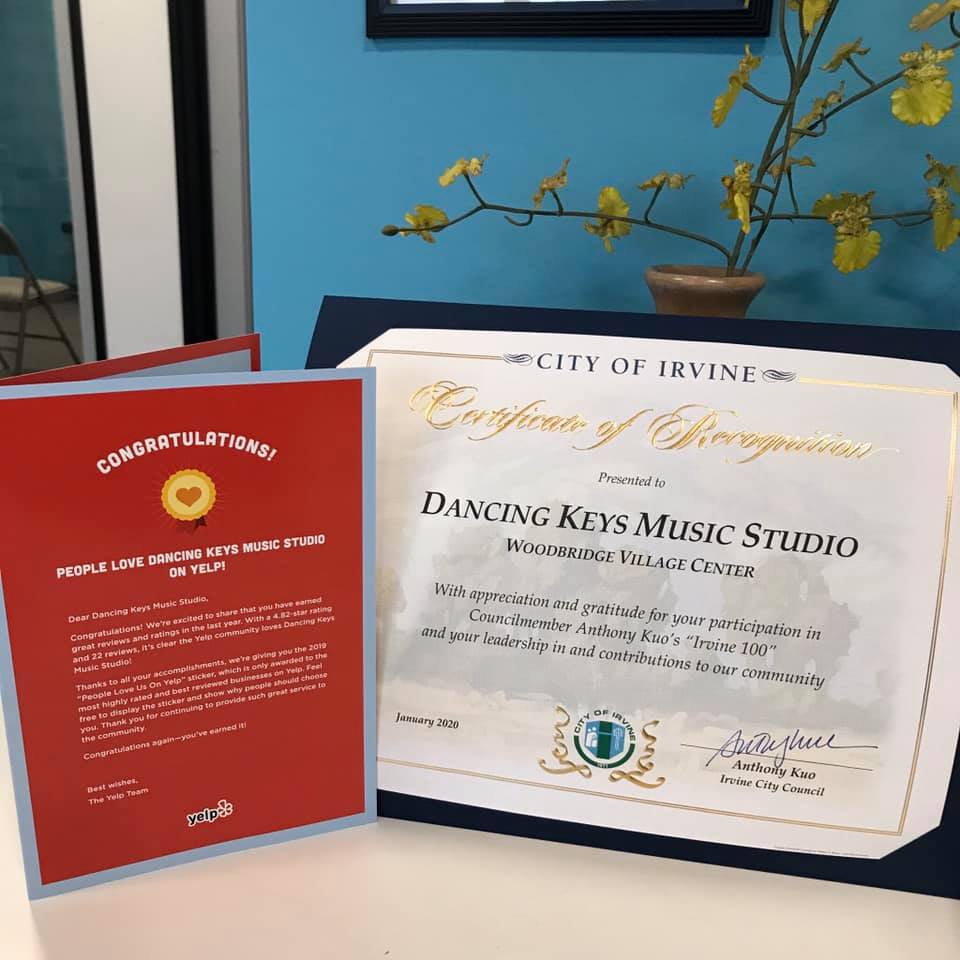 CONGRATULATIONS!
PEOPLE LOVE DANCING KEYS MUSIC STUDIO
ON YELP!
Dear Dancing Keys Music Studio,
Congratulations! We're excited to share that you have earned
great reviews and ratings in the last year. With a 4.82-star rating
and 22 reviews, it's clear the Yelp community loves Dancing Keys
Music Studio!
Thanks to all your accomplishments, we're giving you the 2019
"People Love Us On Yelp" sticker, which is only awarded to the
most highly rated and best reviewed businesses on Yelp. Feel
free to display the sticker and show why people should choose
you. Thank you for continuing to provide such great service to
the community.
Congratulations again—you've earned it!
Best wishes,
The Yelp Team
yelp
CITY OF IRVINE
Certificate of Recognition
Presented to
DANCING KEYS MUSIC STUDIO
WOODBRIDGE VILLAGE CENTER
With appreciation and gratitude for your participation in
Councilmember Anthony Kuo's "Irvine 100"
and your leadership in and contributions to our community
January 2020
CITY OF IRVINE
1971
Anthony Kuo
Irvine City Council